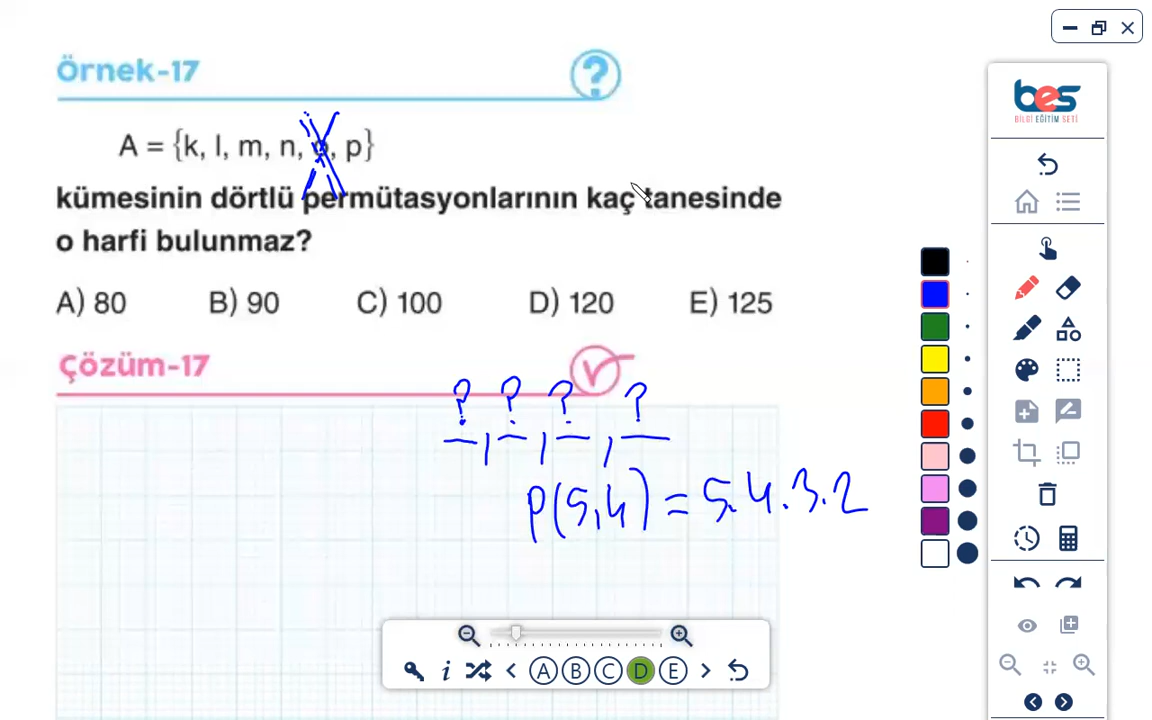 Örnek-17
?
A = {k, l, m, n, o, p}
kümesinin dörtlü permütasyonlarının kaç tanesinde
o harfi bulunmaz?
A) 80 B) 90 C) 100 D) 120 E) 125
Çözüm-17
? ? ? ?
P(5,4) = 5.4.3.2
bes
BİLGİ EĞİTİM SETİ
i < A B C D E >